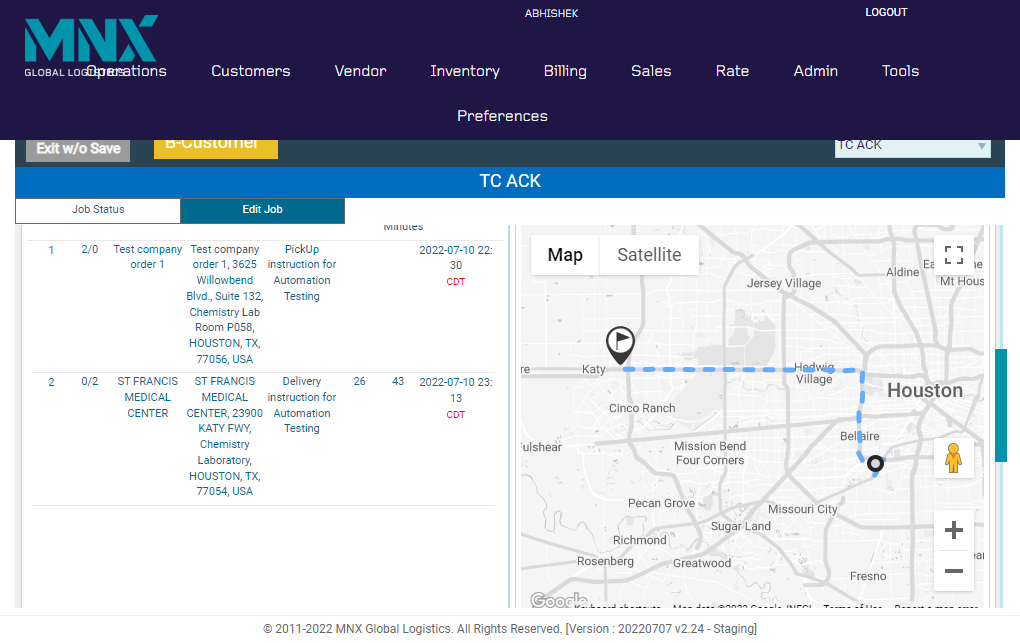 ABHISHEK
LOGOUT
MNX
GLOBAL LOGISTICS
Operations Customers Vendor Inventory Billing Sales Rate Admin Tools
Preferences
Exit w/o Save
B-Customer
TC ACK
TC ACK
Job Status
Edit Job
Minutes
1
2/0
Test company
order 1
Test company
order 1, 3625
Willowbend
Blvd., Suite 132,
Chemistry Lab
Room P058,
HOUSTON, TX,
77056, USA
PickUp
instruction for
Automation
Testing
2022-07-10 22:
30
CDT
2
0/2
ST FRANCIS
MEDICAL
CENTER
ST FRANCIS
MEDICAL
CENTER, 23900
KATY FWY,
Chemistry
Laboratory,
HOUSTON, TX,
77054, USA
Delivery
instruction for
Automation
Testing
26
43
2022-07-10 23:
13
CDT
Map
Satellite
Aldine
Jersey Village
Mt Hous
re
Katy
Hedwig
Village
Houston
Cinco Ranch
Bellaire
ulshear
Mission Bend
Four Corners
Pecan Grove
Missouri City
Sugar Land
Richmond
Rosenberg
Greatwood
Fresno
Google
Keyboard shortcuts
Map data ©2022 Google, INEGI
Terms of Use
Report a map error
© 2011-2022 MNX Global Logistics. All Rights Reserved. [Version : 20220707 v2.24 - Staging]